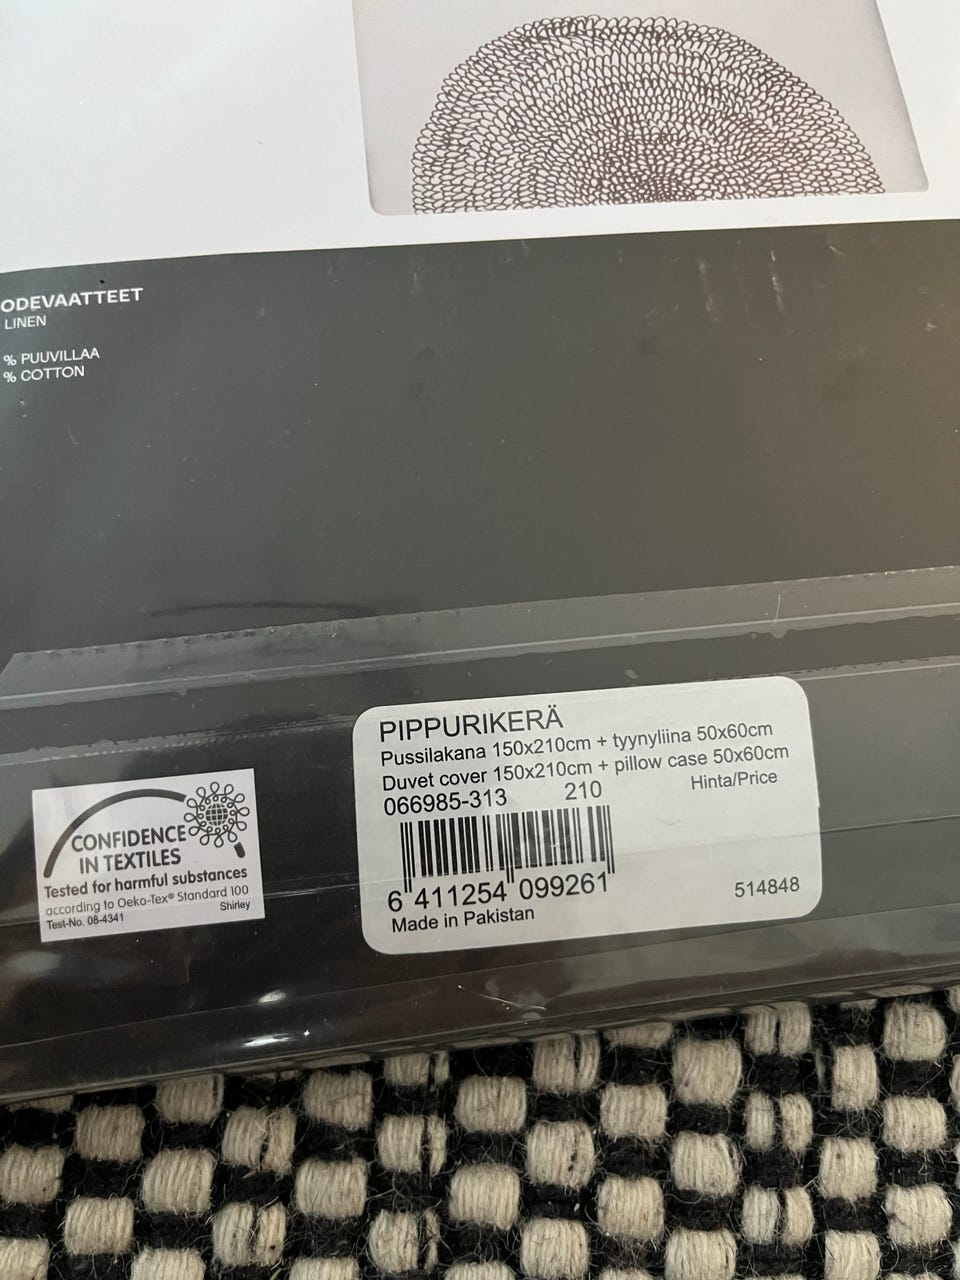 ODEVAATTEET
LINEN
% PUUVILLAA
% COTTON
PIPPURIKERÄ
Pussilakana 150x210cm + tyynyliina 50x60cm
Duvet cover 150x210cm + pillow case 50x60cm
066985-313 210 Hinta/Price
6 411254 099261
514848
Made in Pakistan
CONFIDENCE
IN TEXTILES
Tested for harmful substances
according to Oeko-Tex® Standard 100
Test-No. 08-4341 Shirley